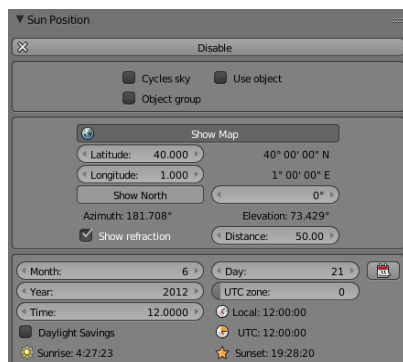 Sun Position
Disable
Cycles sky Use object
Object group
Show Map
Latitude: 40.000 40° 00' 00" N
Longitude: 1.000 1° 00' 00" E
Show North 0°
Azimuth: 181.708° Elevation: 73.429°
Show refraction Distance: 50.00
Month: 6 Day: 21
Year: 2012 UTC zone: 0
Time: 12.0000 Local: 12:00:00
Daylight Savings UTC: 12:00:00
Sunrise: 4:27:23 Sunset: 19:28:20